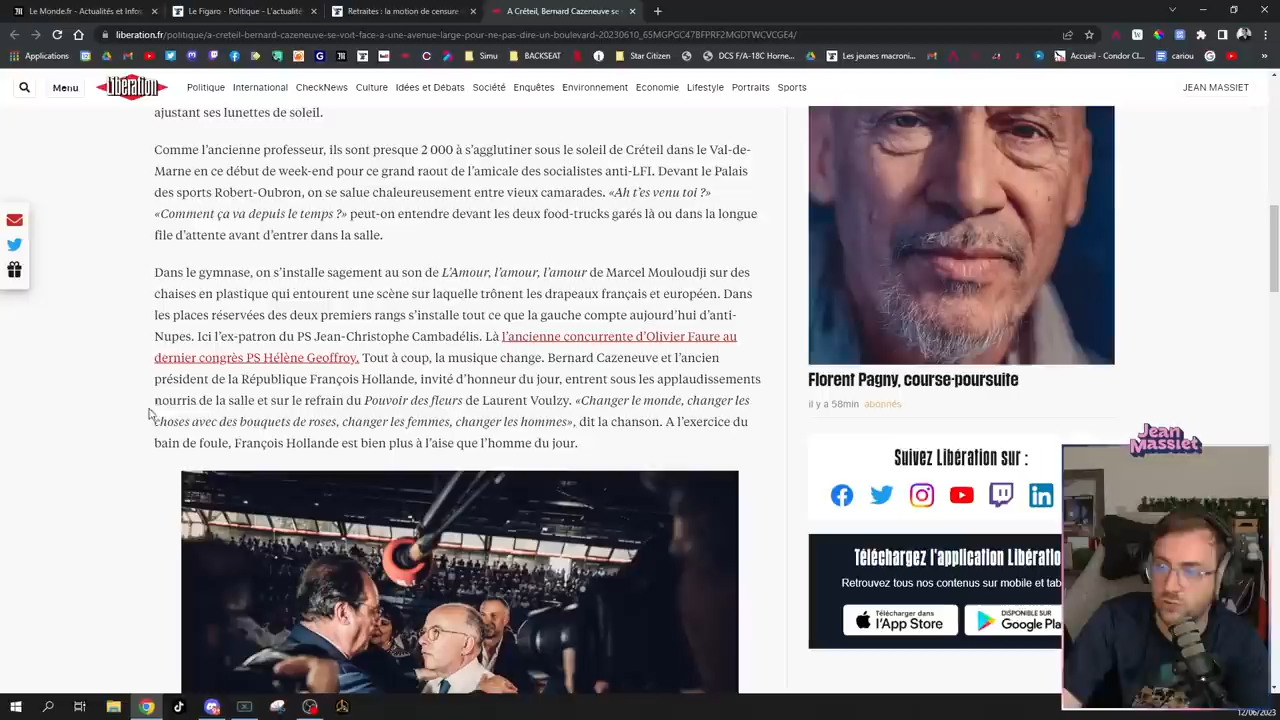 Le Monde.fr - Actualités et Infos
Le Figaro - Politique - L'actualité
Retraites : la motion de censure
A Créteil, Bernard Cazeneuve se
liberation.fr/politique/a-creteil-bernard-cazeneuve-se-voit-face-a-une-avenue-large-pour-ne-pas-dire-un-boulevard-20230610_65MGPGC47BFPRF2MGDTWCVCGE4/
Applications
Simu
BACKSEAT
Star Citizen
DCS F/A-18C Horne...
Les jeunes macroni...
Accueil – Condor Cl...
cariou
Menu
Libération
Politique International CheckNews Culture Idées et Débats Société Enquêtes Environnement Economie Lifestyle Portraits Sports
JEAN MASSIET
ajustant ses lunettes de soleil.
Comme l'ancienne professeur, ils sont presque 2 000 à s'agglutiner sous le soleil de Créteil dans le Val-de-
Marne en ce début de week-end pour ce grand raout de l'amicale des socialistes anti-LFI. Devant le Palais
des sports Robert-Oubron, on se salue chaleureusement entre vieux camarades. «Ah t'es venu toi ?»
«Comment ça va depuis le temps ?» peut-on entendre devant les deux food-trucks garés là ou dans la longue
file d'attente avant d'entrer dans la salle.
Dans le gymnase, on s'installe sagement au son de L'Amour, l'amour, l'amour de Marcel Mouloudji sur des
chaises en plastique qui entourent une scène sur laquelle trônent les drapeaux français et européen. Dans
les places réservées des deux premiers rangs s'installe tout ce que la gauche compte aujourd'hui d'anti-
Nupes. Ici l'ex-patron du PS Jean-Christophe Cambadélis. Là l'ancienne concurrente d'Olivier Faure au
dernier congrès PS Hélène Geoffroy. Tout à coup, la musique change. Bernard Cazeneuve et l'ancien
président de la République François Hollande, invité d'honneur du jour, entrent sous les applaudissements
nourris de la salle et sur le refrain du Pouvoir des fleurs de Laurent Voulzy. «Changer le monde, changer les
choses avec des bouquets de roses, changer les femmes, changer les hommes», dit la chanson. A l'exercice du
bain de foule, François Hollande est bien plus à l'aise que l'homme du jour.
Florent Pagny, course-poursuite
il y a 58min abonnés
Suivez Libération sur :
Téléchargez l'application Libératio
Retrouvez tous nos contenus sur mobile et tab
Télécharger dans
l'App Store
DISPONIBLE SUR
Google Pla
Jean
Massiet
12/06/2023